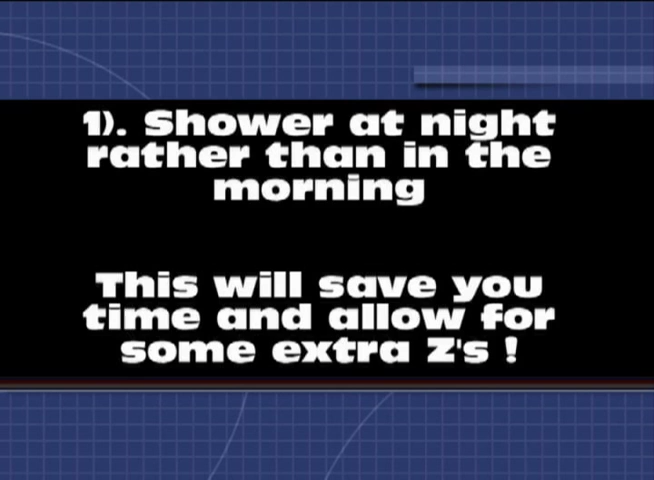 1). Shower at night
rather than in the
morning
This will save you
time and allow for
some extra Z's !